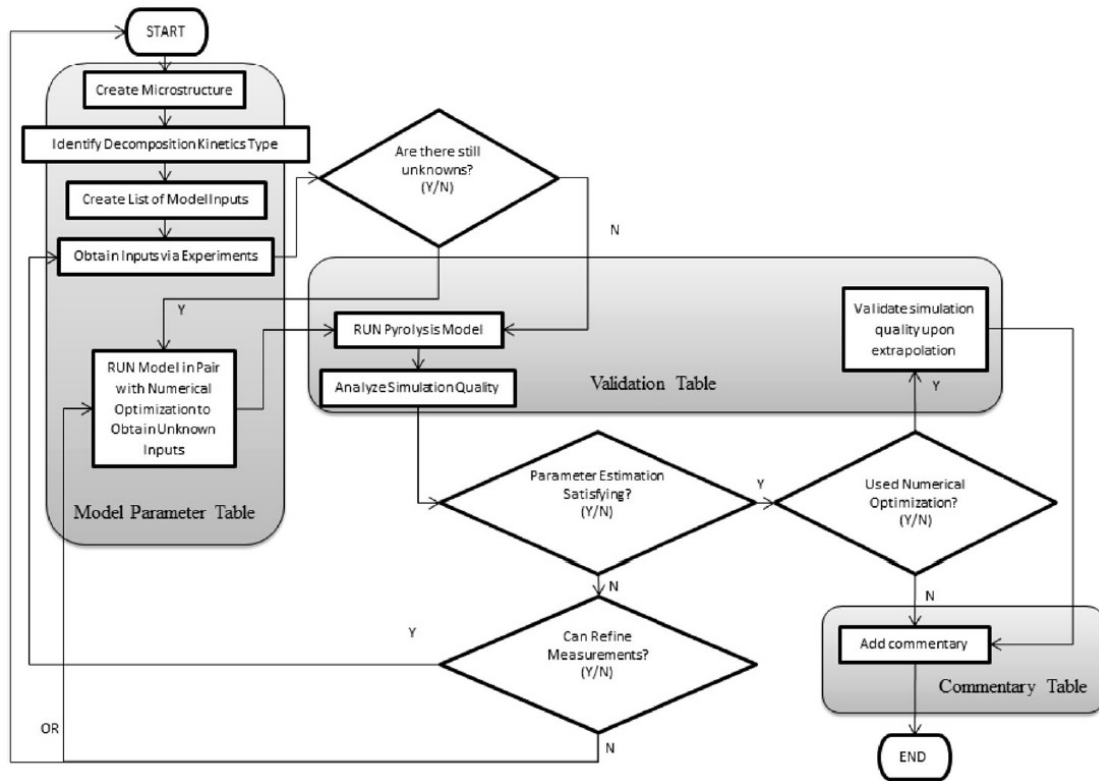 START
Create Microstructure
Identify Decomposition Kinetics Type
Create List of Model Inputs
Obtain Inputs via Experiments
Are there still
unknowns?
(Y/N)
N
Y
RUN Model in Pair
with Numerical
Optimization to
Obtain Unknown
Inputs
Model Parameter Table
RUN Pyrolysis Model
Analyze Simulation Quality
Validation Table
Validate simulation
quality upon
extrapolation
Y
Parameter Estimation
Satisfying?
(Y/N)
Y
Used Numerical
Optimization?
(Y/N)
N
N
Can Refine
Measurements?
(Y/N)
Y
N
OR
Add commentary
Commentary Table
END